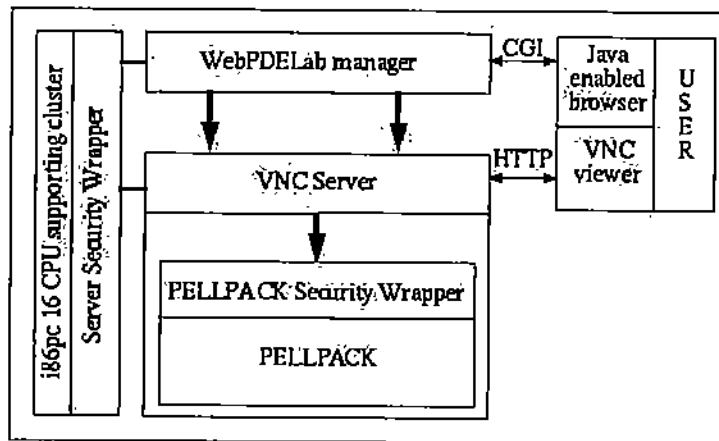 i86pc 16 CPU supporting cluster
Server Security Wrapper
WebPDELab manager
CGI
Java
enabled
browser
USER
VNC Server
HTTP
VNC
viewer
PELLPACK Security Wrapper
PELLPACK